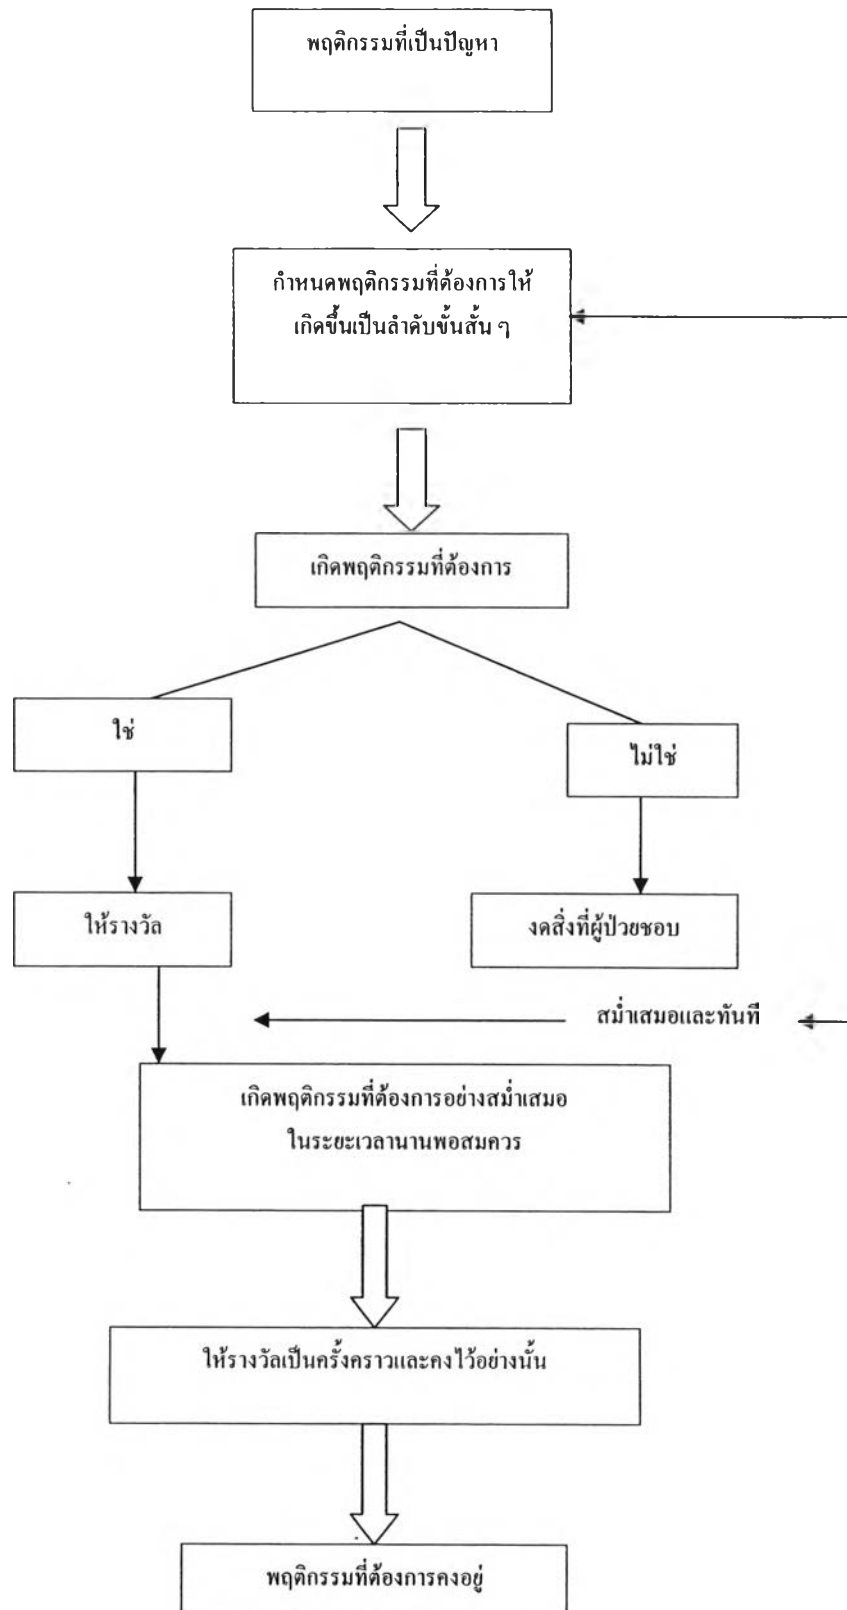 พฤติกรรมที่เป็นปัญหา
กำหนดพฤติกรรมที่ต้องการให้
เกิดขึ้นเป็นลำดับขั้นสั้น ๆ
เกิดพฤติกรรมที่ต้องการ
ใช่
ไม่ใช่
ให้รางวัล
งดสิ่งที่ผู้ป่วยชอบ
สม่ำเสมอและทันที
เกิดพฤติกรรมที่ต้องการอย่างสม่ำเสมอ
ในระยะเวลานานพอสมควร
ให้รางวัลเป็นครั้งคราวและคงไว้อย่างนั้น
พฤติกรรมที่ต้องการคงอยู่